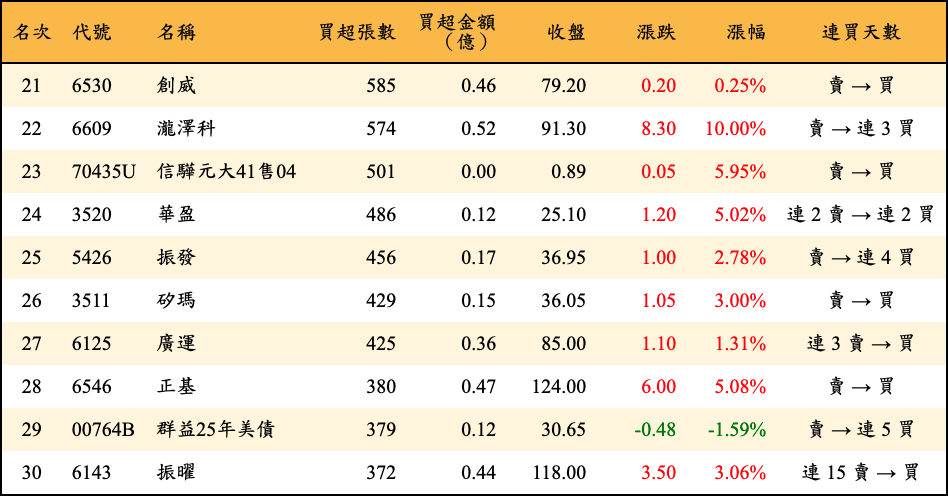 名次 代號 名稱 買超張數 買超金額（億） 收盤 漲跌 漲幅 連買天數
21 6530 創威 585 0.46 79.20 0.20 0.25% 賣 → 買
22 6609 瀧澤科 574 0.52 91.30 8.30 10.00% 賣 → 連 3 買
23 70435U 信驊元大41售04 501 0.00 0.89 0.05 5.95% 賣 → 買
24 3520 華盈 486 0.12 25.10 1.20 5.02% 連 2 賣 → 連 2 買
25 5426 振發 456 0.17 36.95 1.00 2.78% 賣 → 連 4 買
26 3511 矽瑪 429 0.15 36.05 1.05 3.00% 賣 → 買
27 6125 廣運 425 0.36 85.00 1.10 1.31% 連 3 賣 → 買
28 6546 正基 380 0.47 124.00 6.00 5.08% 賣 → 買
29 00764B 群益25年美債 379 0.12 30.65 -0.48 -1.59% 賣 → 連 5 買
30 6143 振曜 372 0.44 118.00 3.50 3.06% 連 15 賣 → 買